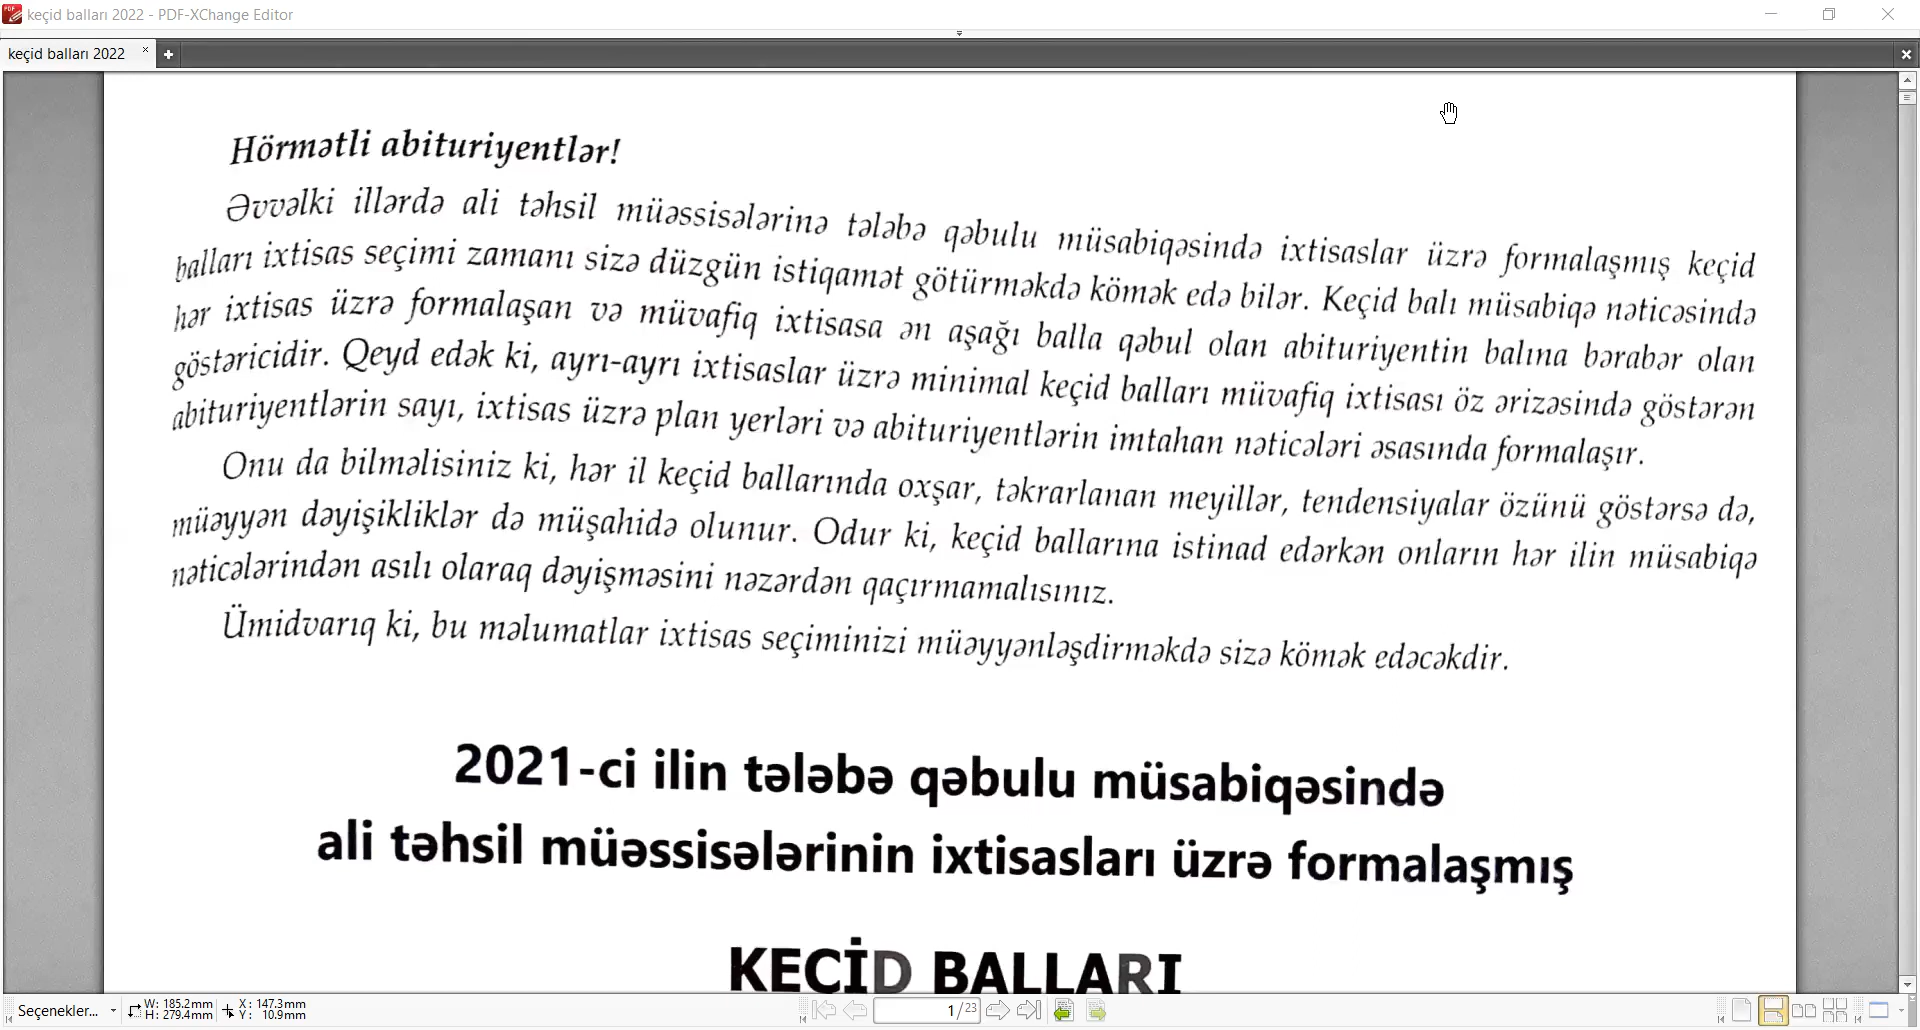 keçid balları 2022 - PDF-XChange Editor
keçid balları 2022
Hörmətli abituriyentlər!
Əvvəlki illərdə ali təhsil müəssisələrinə tələbə qəbulu müsabiqəsində ixtisaslar üzrə formalaşmış keçid
balları ixtisas seçimi zamanı sizə düzgün istiqamət götürməkdə kömək edə bilər. Keçid balı müsabiqə nəticəsində
hər ixtisas üzrə formalaşan və müvafiq ixtisasa ən aşağı balla qəbul olan abituriyentin balına bərabər olan
göstəricidir. Qeyd edək ki, ayrı-ayrı ixtisaslar üzrə minimal keçid balları müvafiq ixtisası öz ərizəsində göstərən
abituriyentlərin sayı, ixtisas üzrə plan yerləri və abituriyentlərin imtahan nəticələri əsasında formalaşır.
Onu da bilməlisiniz ki, hər il keçid ballarında oxşar, təkrarlanan meyillər, tendensiyalar özünü göstərsə də,
müəyyən dəyişikliklər də müşahidə olunur. Odur ki, keçid ballarına istinad edərkən onların hər ilin müsabiqə
nəticələrindən asılı olaraq dəyişməsini nəzərdən qaçırmamalısınız.
Ümidvarıq ki, bu məlumatlar ixtisas seçiminizi müəyyənləşdirməkdə sizə kömək edəcəkdir.
2021-ci ilin tələbə qəbulu müsabiqəsində
ali təhsil müəssisələrinin ixtisasları üzrə formalaşmış
KEÇİD BALLARI
Seçenekler... W: 185.2mm X: 147.3mm 1/23
H: 279.4mm Y: 10.9mm